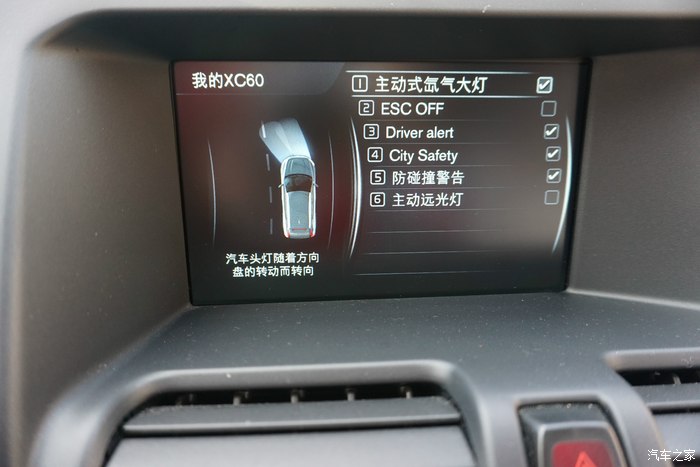 我的XC60
1 主动式氙气大灯
2 ESC OFF
3 Driver alert
4 City Safety
5 防碰撞警告
6 主动远光灯
汽车头灯随着方向
盘的转动而转向
汽车之家